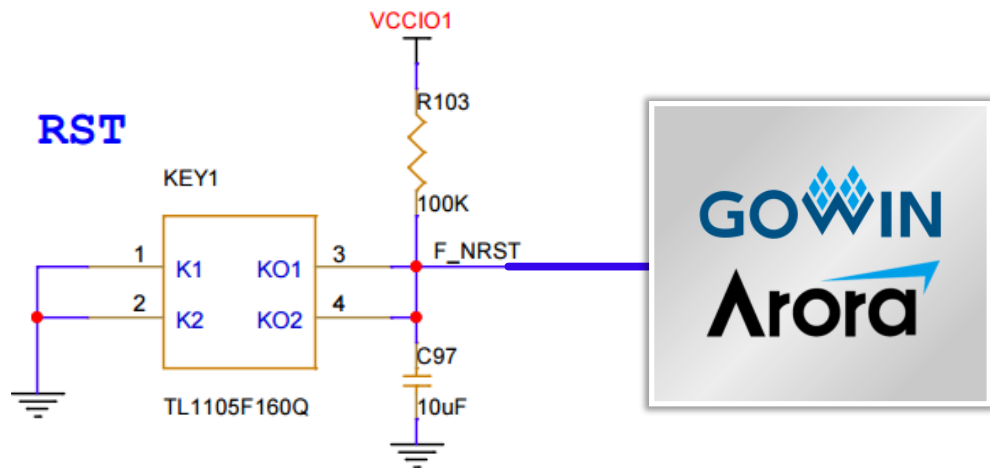 VCCIO1
RST
R103
KEY1
100K
F_NRST
1
K1
KO1
3
2
K2
KO2
4
C97
TL1105F160Q
10uF
GOWIN
Arora